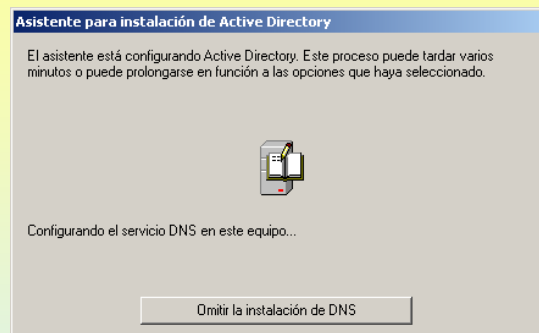 Asistente para instalación de Active Directory
El asistente está configurando Active Directory. Este proceso puede tardar varios
minutos o puede prolongarse en función a las opciones que haya seleccionado.
Configurando el servicio DNS en este equipo...
Omitir la instalación de DNS